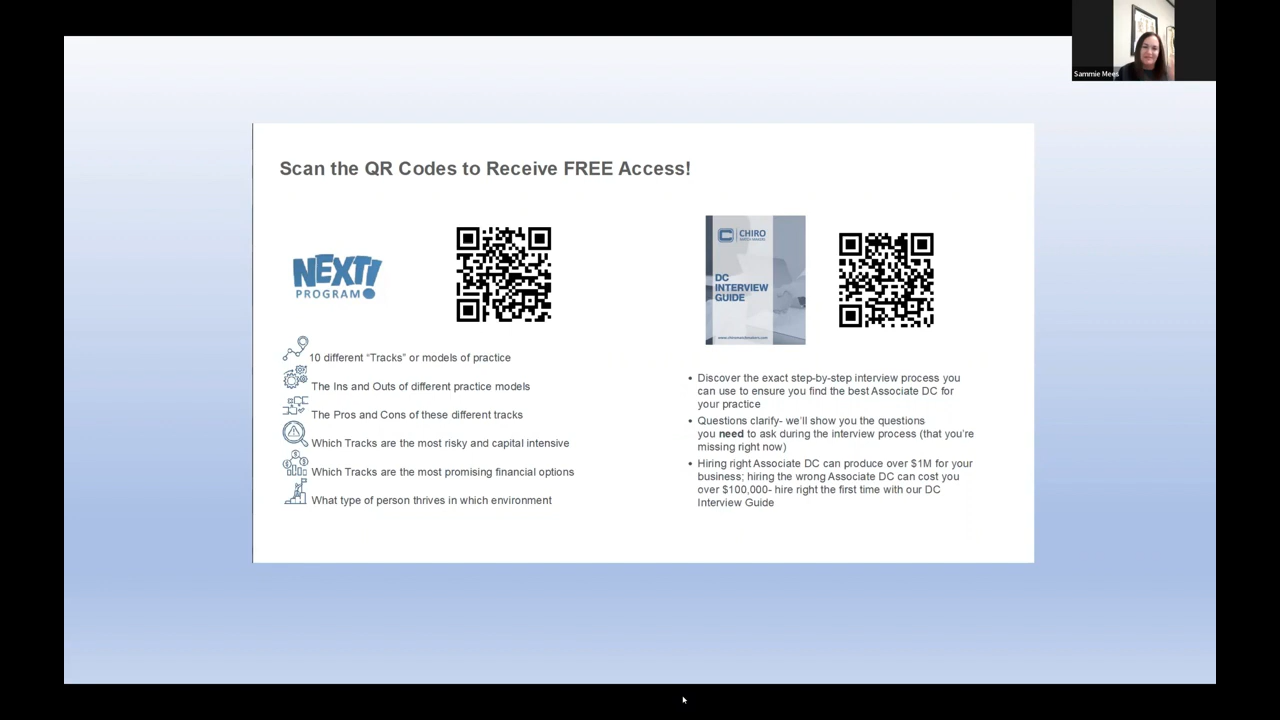 Sammie Mees
Scan the QR Codes to Receive FREE Access!
NEXT!
PROGRAM
10 different “Tracks” or models of practice
The Ins and Outs of different practice models
The Pros and Cons of these different tracks
Which Tracks are the most risky and capital intensive
Which Tracks are the most promising financial options
What type of person thrives in which environment
CHIRO
MATCH MAKERS
DC
INTERVIEW
GUIDE
www.chiromatchmakers.com
• Discover the exact step-by-step interview process you
can use to ensure you find the best Associate DC for
your practice
• Questions clarify- we’ll show you the questions
you need to ask during the interview process (that you’re
missing right now)
• Hiring right Associate DC can produce over $1M for your
business; hiring the wrong Associate DC can cost you
over $100,000- hire right the first time with our DC
Interview Guide